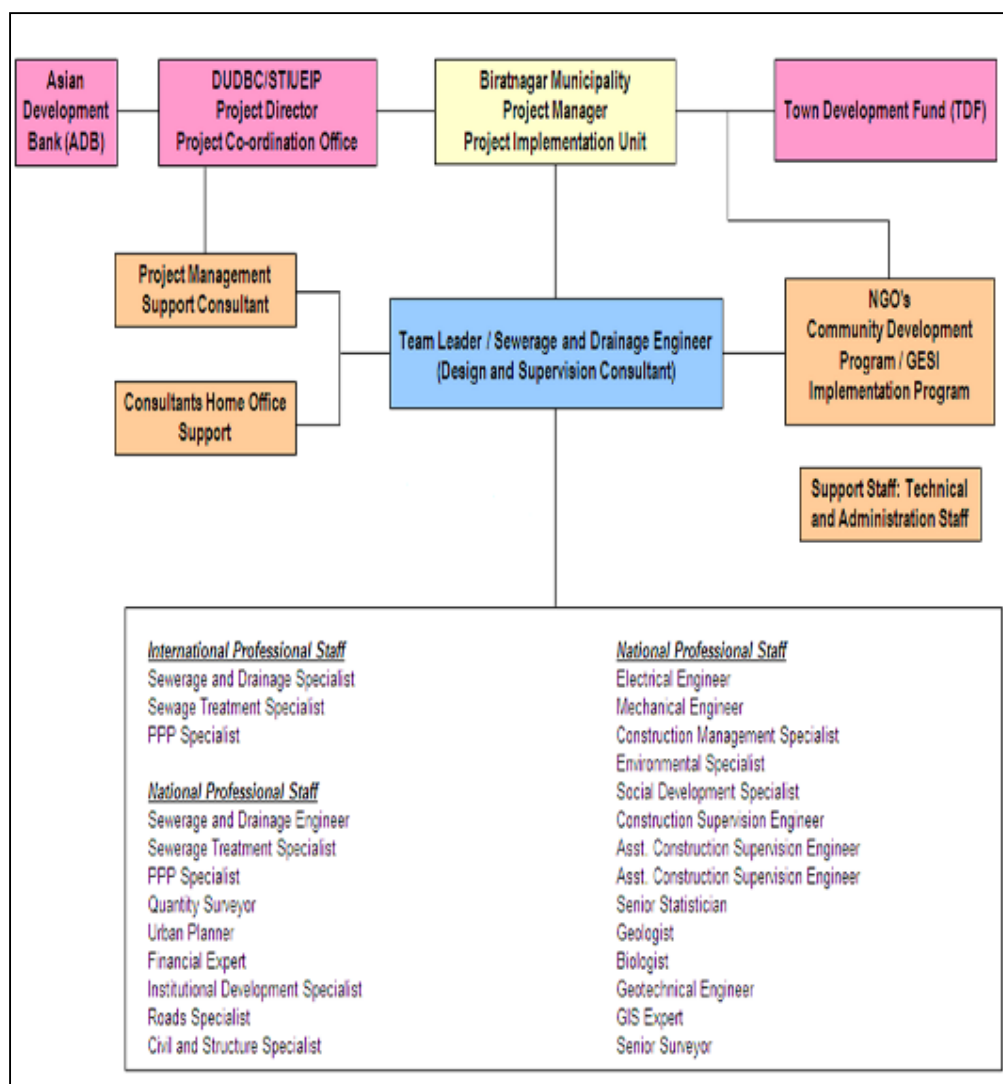 Asian
Development
Bank (ADB)
DUDBC/STIUEIP
Project Director
Project Co-ordination Office
Biratnagar Municipality
Project Manager
Project Implementation Unit
Town Development Fund (TDF)
Project Management
Support Consultant
Team Leader / Sewerage and Drainage Engineer
(Design and Supervision Consultant)
NGO's
Community Development
Program / GESI
Implementation Program
Consultants Home Office
Support
Support Staff: Technical
and Administration Staff
International Professional Staff
Sewerage and Drainage Specialist
Sewage Treatment Specialist
PPP Specialist
National Professional Staff
Sewerage and Drainage Engineer
Sewerage Treatment Specialist
PPP Specialist
Quantity Surveyor
Urban Planner
Financial Expert
Institutional Development Specialist
Roads Specialist
Civil and Structure Specialist
National Professional Staff
Electrical Engineer
Mechanical Engineer
Construction Management Specialist
Environmental Specialist
Social Development Specialist
Construction Supervision Engineer
Asst. Construction Supervision Engineer
Asst. Construction Supervision Engineer
Senior Statistician
Geologist
Biologist
Geotechnical Engineer
GIS Expert
Senior Surveyor